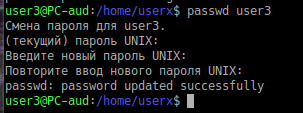 user3@PC-aud:/home/userx$ passwd user3
Смена пароля для user3.
(текущий) пароль UNIX:
Введите новый пароль UNIX:
Повторите ввод нового пароля UNIX:
passwd: password updated successfully
user3@PC-aud:/home/userx$